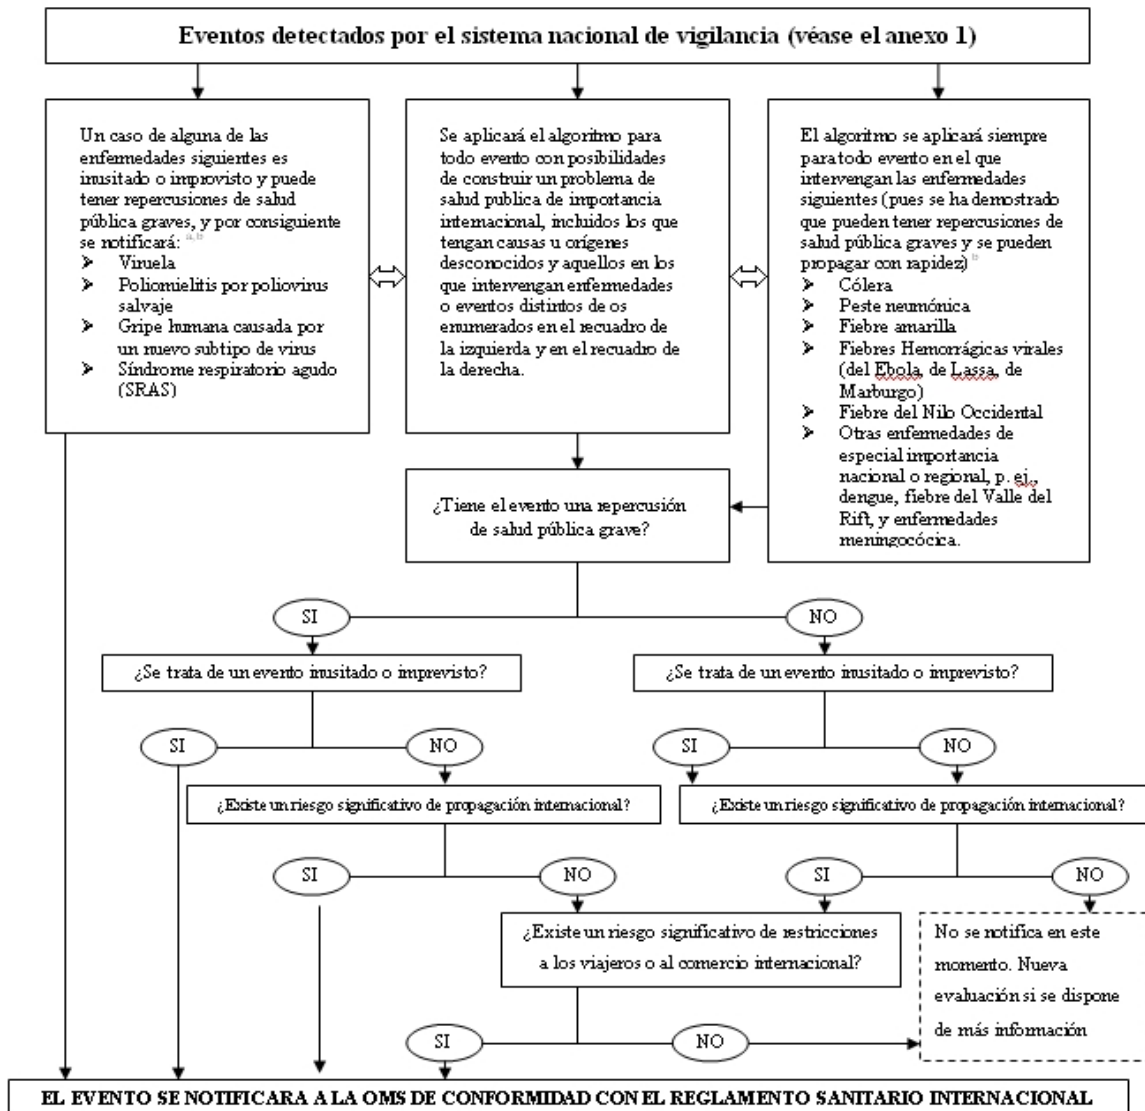 Eventos detectados por el sistema nacional de vigilancia (véase el anexo 1)
Un caso de alguna de las
enfermedades siguientes es
inusitado o improvisto y puede
tener repercusiones de salud
pública graves, y por consiguiente
se notificará: a,b
➢ Viruela
➢ Poliomielitis por poliovirus
salvaje
➢ Gripe humana causada por
un nuevo subtipo de virus
➢ Síndrome respiratorio agudo
(SRAS)
Se aplicará el algoritmo para
todo evento con posibilidades
de construir un problema de
salud publica de importancia
internacional, incluidos los que
tengan causas u orígenes
desconocidos y aquellos en los
que intervengan enfermedades
o eventos distintos de os
enumerados en el recuadro de
la izquierda y en el recuadro de
la derecha.
El algoritmo se aplicará siempre
para todo evento en el que
intervengan las enfermedades
siguientes (pues se ha demostrado
que pueden tener repercusiones de
salud pública graves y se pueden
propagar con rapidez) b
➢ Cólera
➢ Peste neumónica
➢ Fiebre amarilla
➢ Fiebres Hemorrágicas virales
(del Ebola, de Lassa, de
Marburgo)
➢ Fiebre del Nilo Occidental
➢ Otras enfermedades de
especial importancia
nacional o regional, p. ej.,
dengue, fiebre del Valle del
Rift, y enfermedades
meningocócica.
¿Tiene el evento una repercusión
de salud pública grave?
SI
NO
¿Se trata de un evento inusitado o imprevisto?
¿Se trata de un evento inusitado o imprevisto?
SI
NO
SI
NO
¿Existe un riesgo significativo de propagación internacional?
¿Existe un riesgo significativo de propagación internacional?
SI
NO
SI
NO
¿Existe un riesgo significativo de restricciones
a los viajeros o al comercio internacional?
No se notifica en este
momento. Nueva
evaluación si se dispone
de más información
SI
NO
EL EVENTO SE NOTIFICARA A LA OMS DE CONFORMIDAD CON EL REGLAMENTO SANITARIO INTERNACIONAL